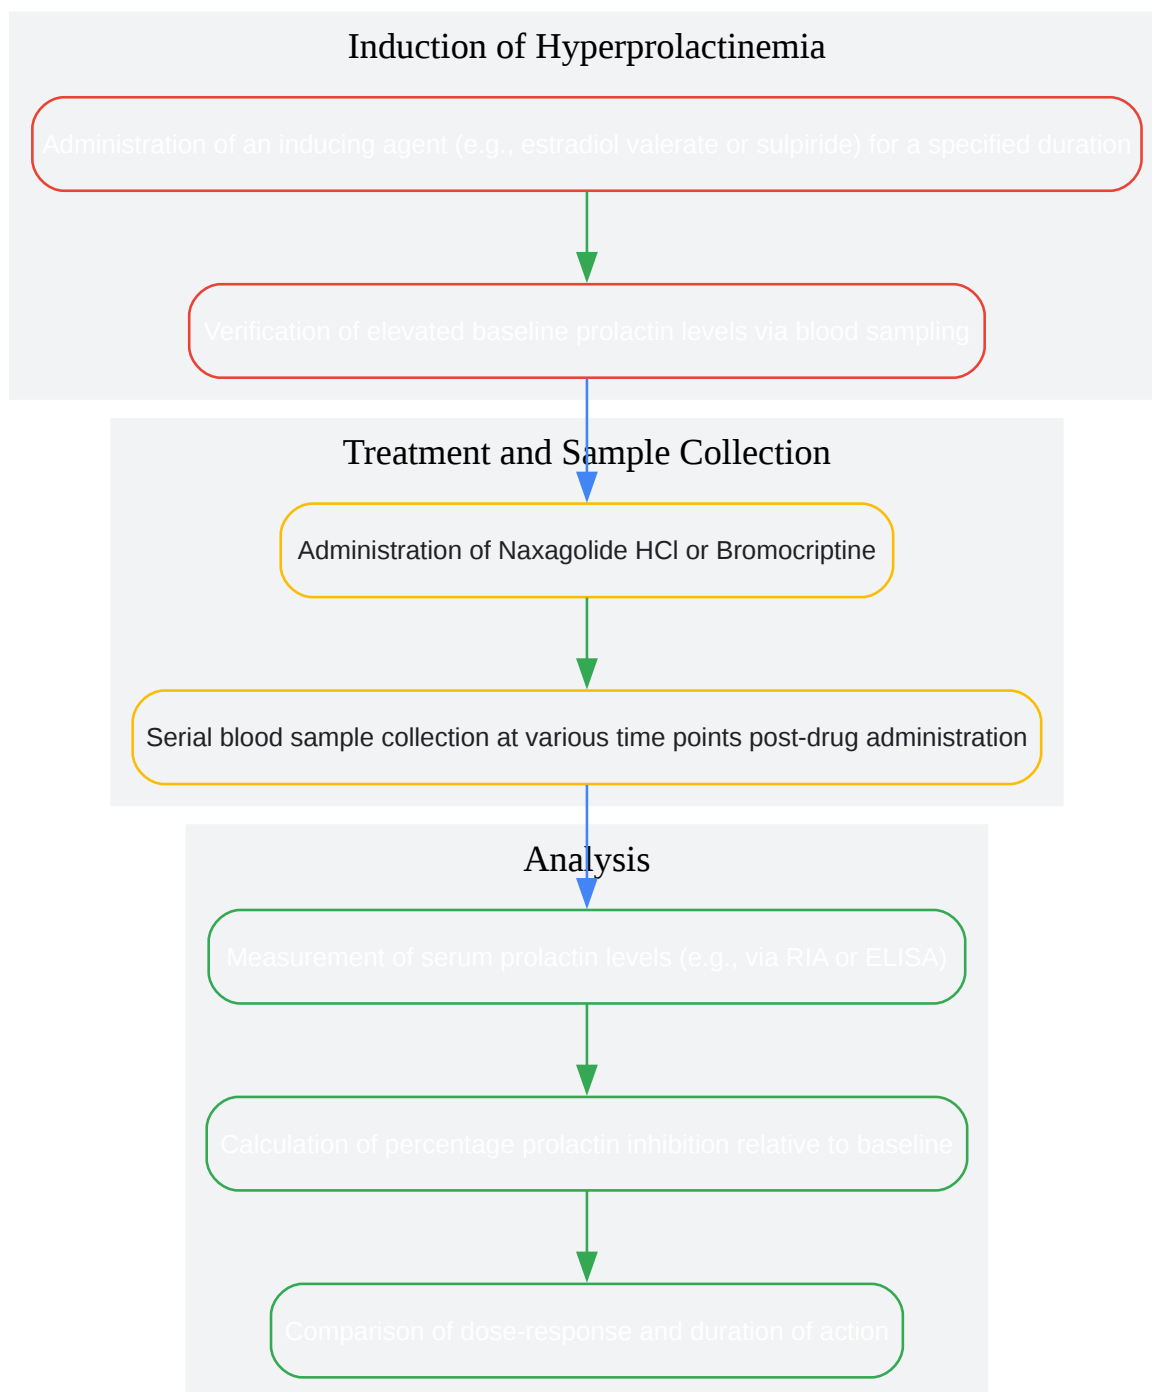 Induction of Hyperprolactinemia
Administration of an inducing agent (e.g., estradiol valerate or sulpiride) for a specified duration
Verification of elevated baseline prolactin levels via blood sampling
Treatment and Sample Collection
Administration of Naxagolide HCl or Bromocriptine
Serial blood sample collection at various time points post-drug administration
Analysis
Measurement of serum prolactin levels (e.g., via RIA or ELISA)
Calculation of percentage prolactin inhibition relative to baseline
Comparison of dose-response and duration of action